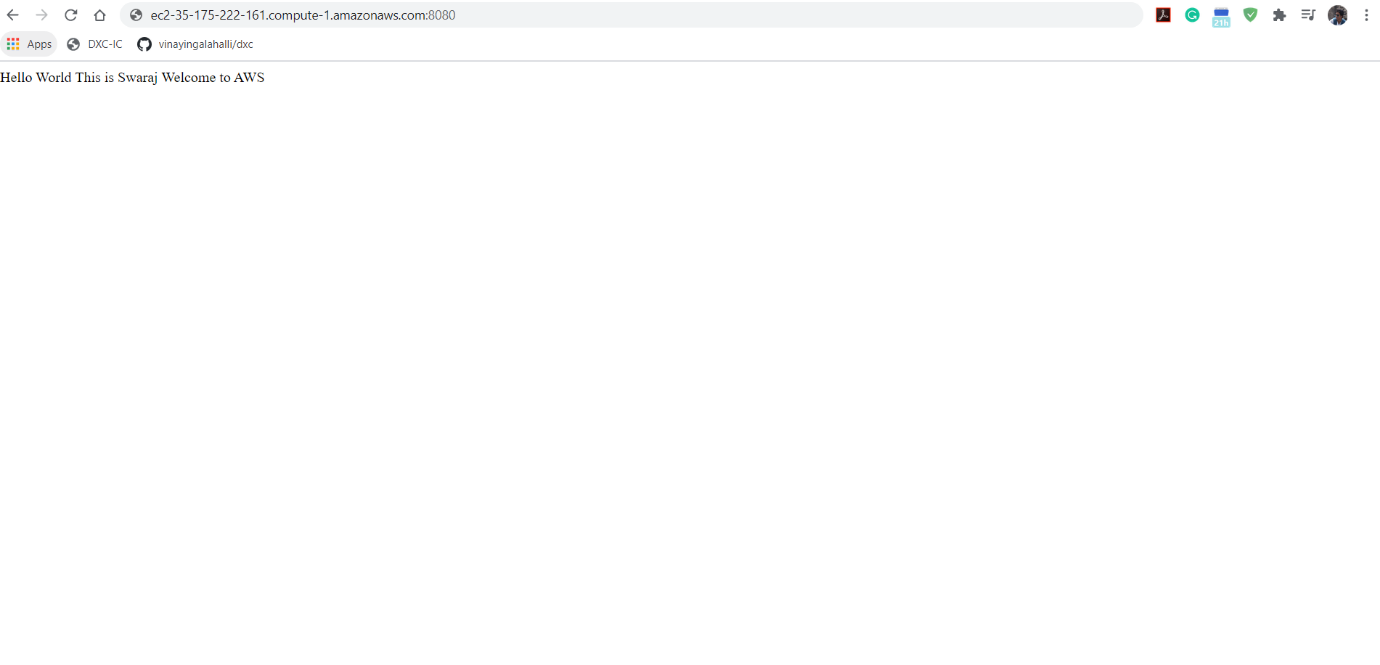 ec2-35-175-222-161.compute-1.amazonaws.com:8080
21h
Apps DXC-IC vinayingalahalli/dxc
Hello World This is Swaraj Welcome to AWS